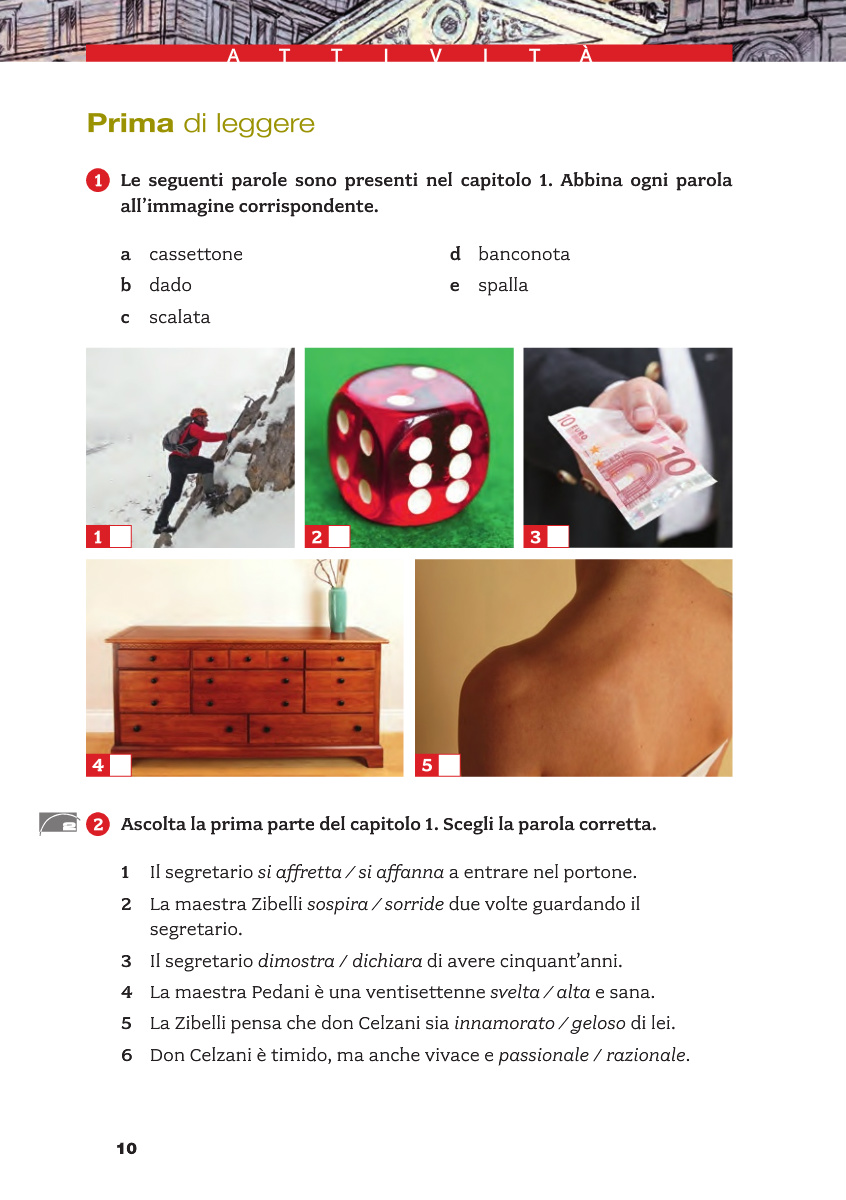 ATTIVITÀ
Prima di leggere
1 Le seguenti parole sono presenti nel capitolo 1. Abbina ogni parola
all’immagine corrispondente.
a cassettone
b dado
c scalata
d banconota
e spalla
1
2
3
10 EURO
10
4
5
2
2 Ascolta la prima parte del capitolo 1. Scegli la parola corretta.
1 Il segretario si affretta / si affanna a entrare nel portone.
2 La maestra Zibelli sospira / sorride due volte guardando il
segretario.
3 Il segretario dimostra / dichiara di avere cinquant’anni.
4 La maestra Pedani è una ventisettenne svelta / alta e sana.
5 La Zibelli pensa che don Celzani sia innamorato / geloso di lei.
6 Don Celzani è timido, ma anche vivace e passionale / razionale.
10